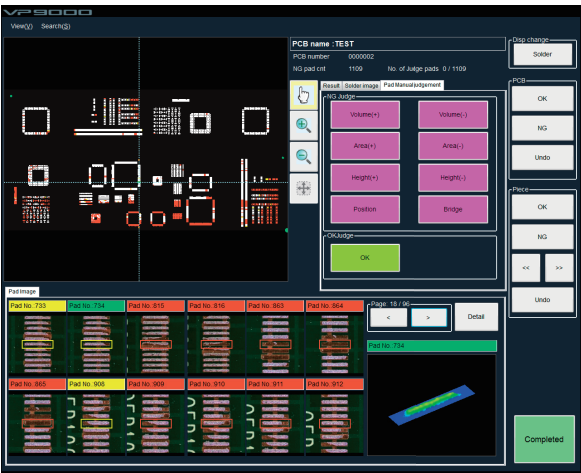 VP9000
View(V) Search(S)
PCB name :TEST
PCB number 0000002
NG pad cnt 1109 No. of Judge pads 0 / 1109
Result Solder image Pad Manualjudgement
NG Judge
Volume(+) Volume(-)
Area(+) Area(-)
Height(+) Height(-)
Position Bridge
OKJudge
OK
Disp change
Solder
PCB
OK
NG
Undo
Piece
OK
NG
<< >>
Undo
Pad image
Pad No. 733 Pad No. 734 Pad No. 815 Pad No. 816 Pad No. 863 Pad No. 864
Pad No. 865 Pad No. 908 Pad No. 909 Pad No. 910 Pad No. 911 Pad No. 912
Page: 18 / 96
< >
Detail
Pad No. 734
Completed